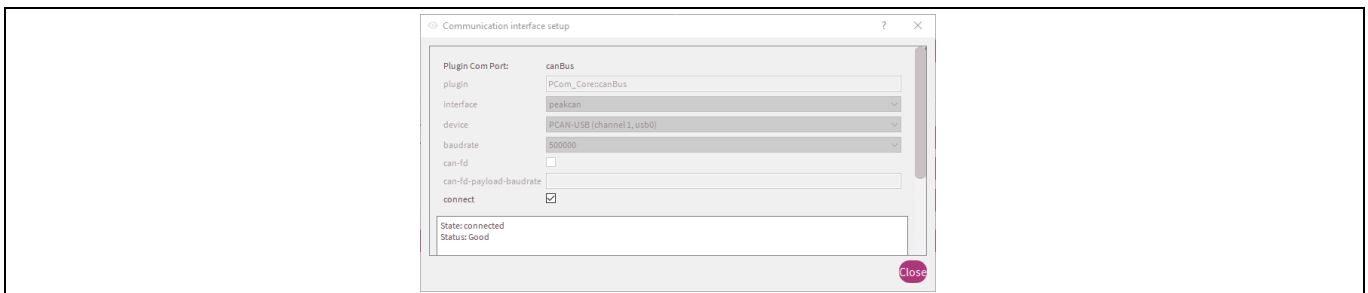 Communication interface setup ?
Plugin Com Port: canBus
plugin PCom_Core::canBus
interface peakcan
device PCAN-USB (channel 1, usb0)
baudrate 500000
can-fd
can-fd-payload-baudrate
connect
State: connected
Status: Good
Close